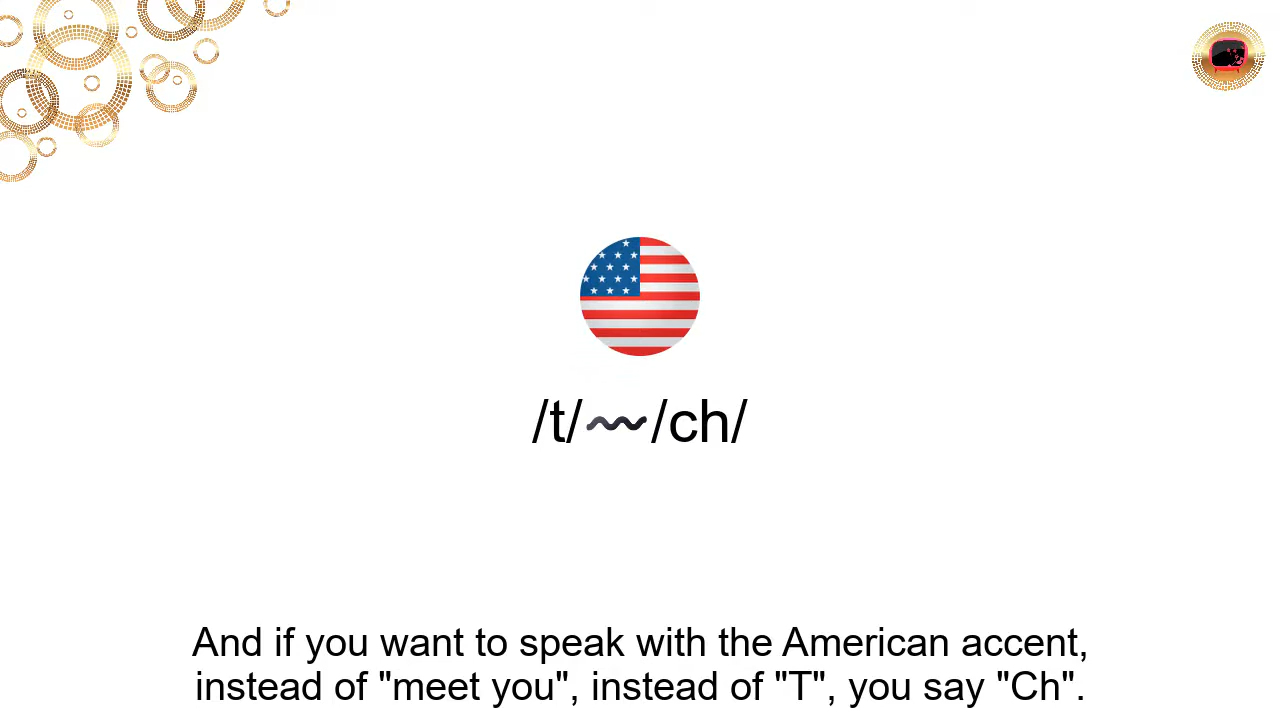 /t/〰/ch/
And if you want to speak with the American accent,
instead of "meet you", instead of "T", you say "Ch".